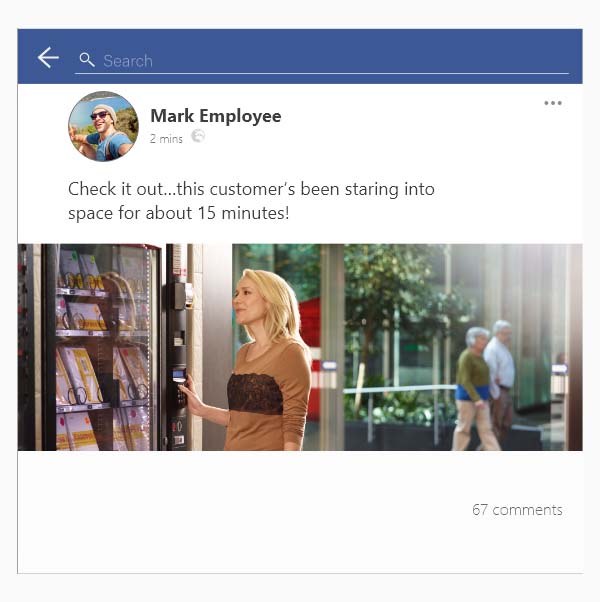 Search
Mark Employee
2 mins
Check it out...this customer's been staring into
space for about 15 minutes!
67 comments